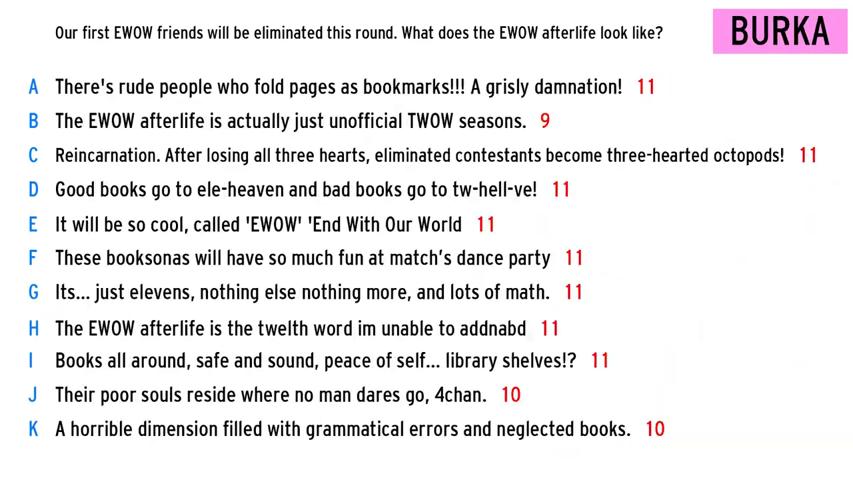 Our first EWOW friends will be eliminated this round. What does the EWOW afterlife look like?
BURKA
A There's rude people who fold pages as bookmarks!!! A grisly damnation! 11
B The EWOW afterlife is actually just unofficial TWOW seasons. 9
C Reincarnation. After losing all three hearts, eliminated contestants become three-hearted octopods! 11
D Good books go to ele-heaven and bad books go to tw-hell-ve! 11
E It will be so cool, called 'EWOW' 'End With Our World 11
F These booksonas will have so much fun at match's dance party 11
G Its... just elevens, nothing else nothing more, and lots of math. 11
H The EWOW afterlife is the twelth word im unable to addnabd 11
I Books all around, safe and sound, peace of self... library shelves!? 11
J Their poor souls reside where no man dares go, 4chan. 10
K A horrible dimension filled with grammatical errors and neglected books. 10